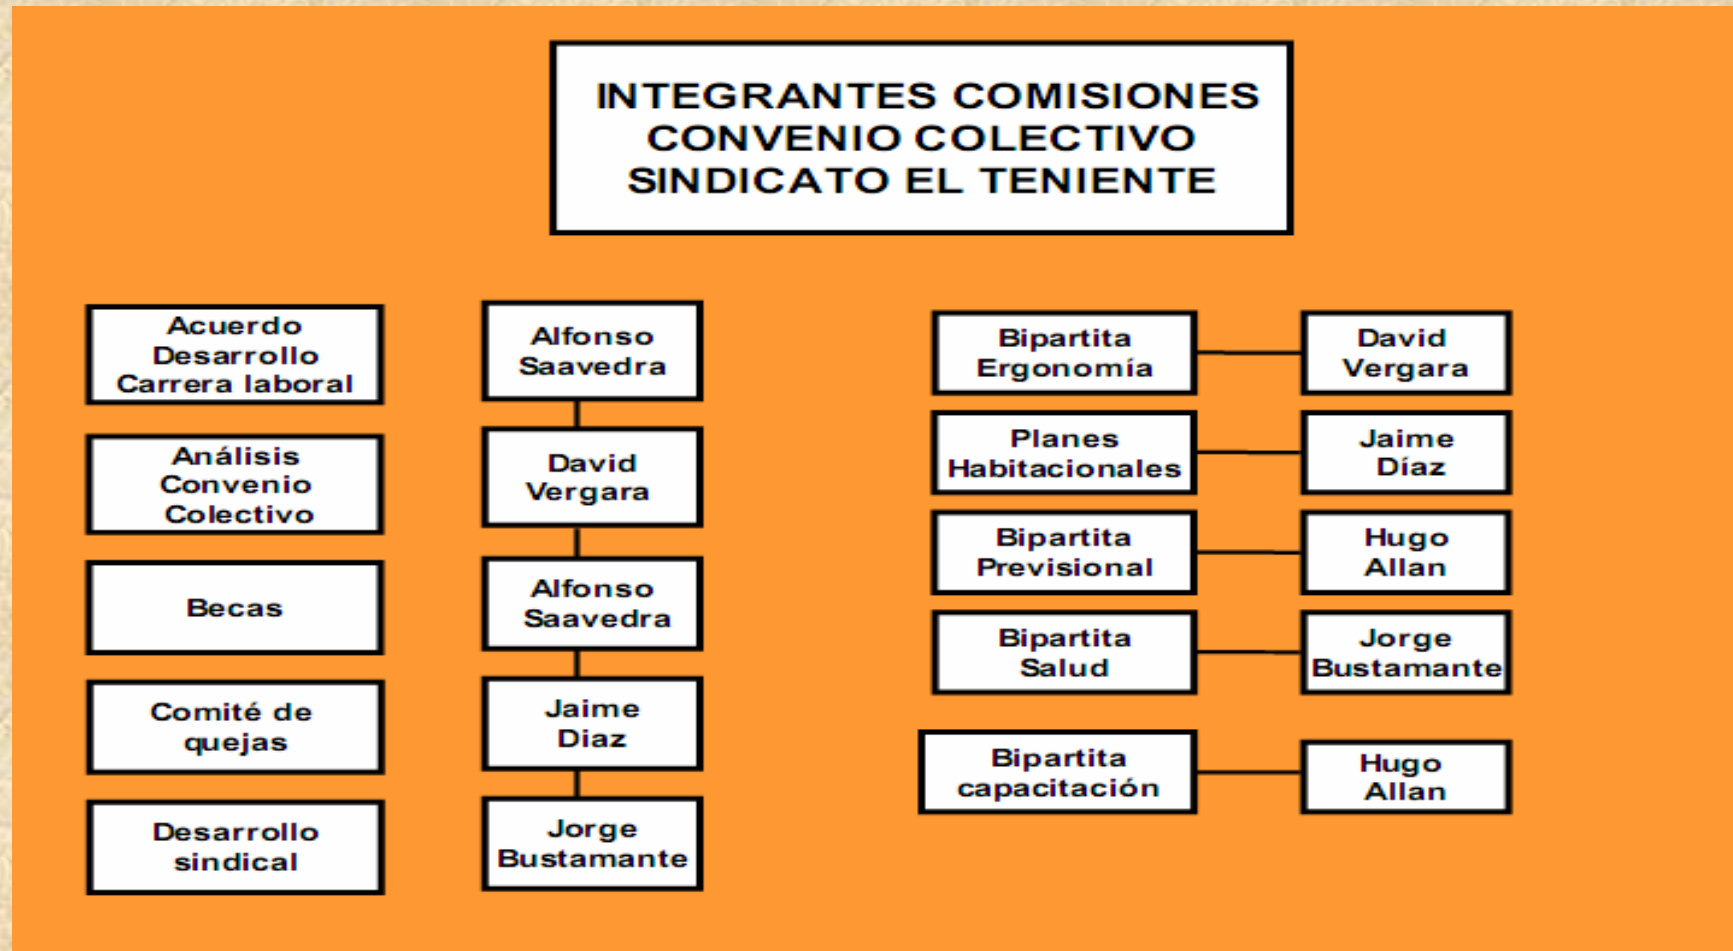 INTEGRANTES COMISIONES
CONVENIO COLECTIVO
SINDICATO EL TENIENTE
Acuerdo
Desarrollo
Carrera laboral
Alfonso
Saavedra
Análisis
Convenio
Colectivo
David
Vergara
Becas
Alfonso
Saavedra
Comité de
quejas
Jaime
Diaz
Desarrollo
sindical
Jorge
Bustamante
Bipartita
Ergonomía
David
Vergara
Planes
Habitacionales
Jaime
Díaz
Bipartita
Previsional
Hugo
Allan
Bipartita
Salud
Jorge
Bustamante
Bipartita
capacitación
Hugo
Allan